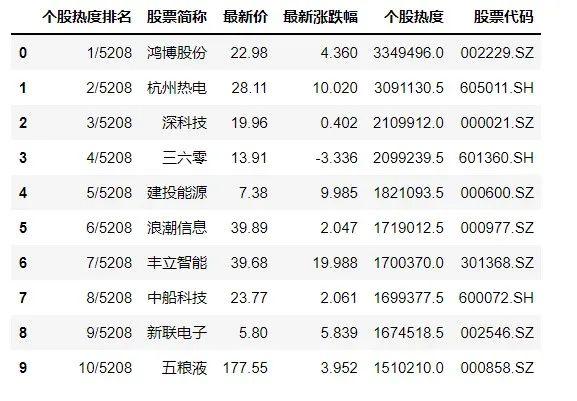 个股热度排名 股票简称 最新价 最新涨跌幅 个股热度 股票代码
0 1/5208 鸿博股份 22.98 4.360 3349496.0 002229.SZ
1 2/5208 杭州热电 28.11 10.020 3091130.5 605011.SH
2 3/5208 深科技 19.96 0.402 2109912.0 000021.SZ
3 4/5208 三六零 13.91 -3.336 2099239.5 601360.SH
4 5/5208 建投能源 7.38 9.985 1821093.5 000600.SZ
5 6/5208 浪潮信息 39.89 2.047 1719012.5 000977.SZ
6 7/5208 丰立智能 39.68 19.988 1700370.0 301368.SZ
7 8/5208 中船科技 23.77 2.061 1699377.5 600072.SH
8 9/5208 新联电子 5.80 5.839 1674518.5 002546.SZ
9 10/5208 五粮液 177.55 3.952 1510210.0 000858.SZ